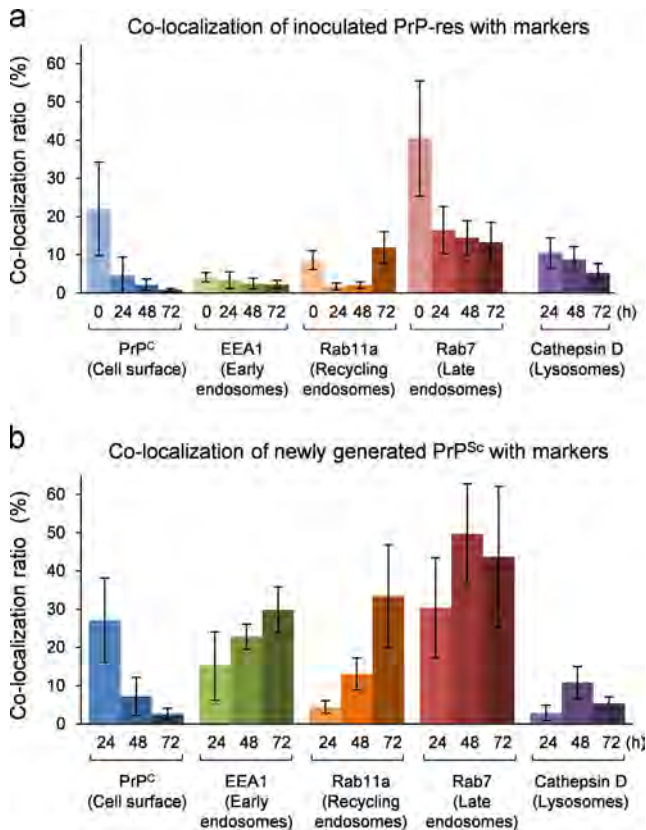 a
Co-localization of inoculated PrP-res with markers
Co-localization ratio (%)
60
50
40
30
20
10
0
0 24 48 72 0 24 48 72 0 24 48 72 0 24 48 72 24 48 72 (h)
PrPᶜ EEA1 Rab11a Rab7 Cathepsin D
(Cell surface) (Early (Recycling (Late (Lysosomes)
endosomes) endosomes) endosomes)
b
Co-localization of newly generated PrPˢᶜ with markers
Co-localization ratio (%)
60
50
40
30
20
10
0
24 48 72 24 48 72 24 48 72 24 48 72 24 48 72 (h)
PrPᶜ EEA1 Rab11a Rab7 Cathepsin D
(Cell surface) (Early (Recycling (Late (Lysosomes)
endosomes) endosomes) endosomes)